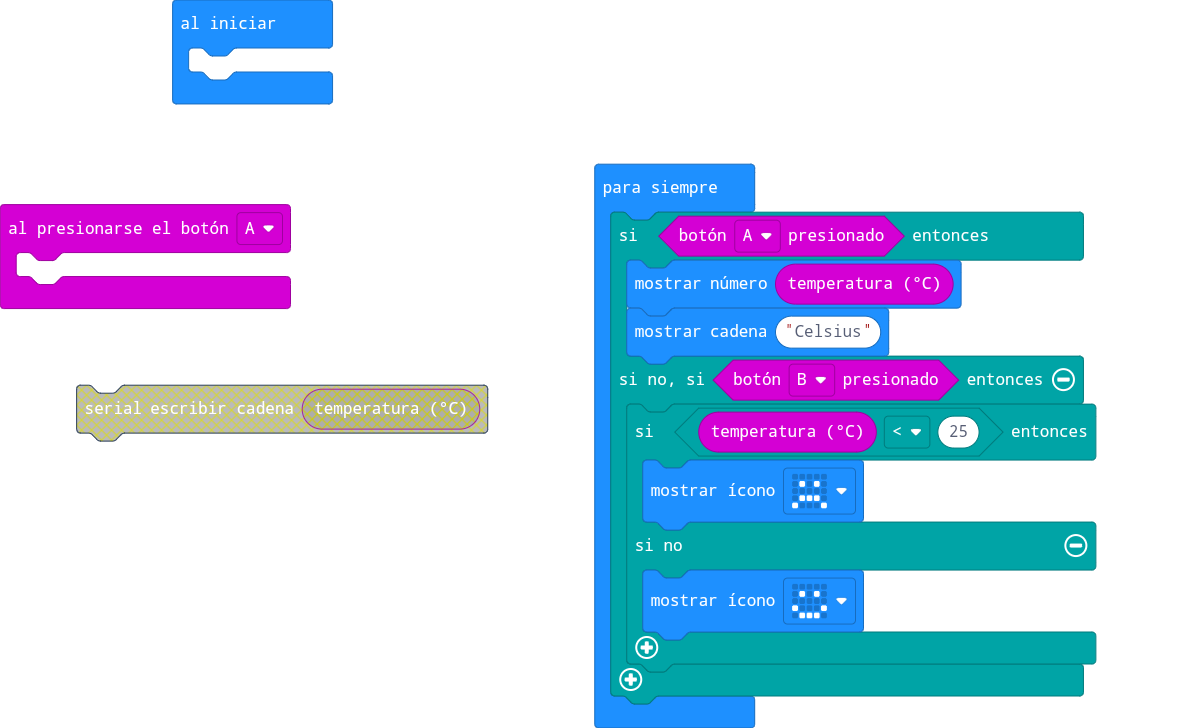 al iniciar
para siempre
al presionarse el botón A
si botón A presionado entonces
mostrar número temperatura (°C)
mostrar cadena "Celsius"
si no, si botón B presionado entonces
serial escribir cadena temperatura (°C)
si temperatura (°C) < 25 entonces
mostrar ícono
si no
mostrar ícono